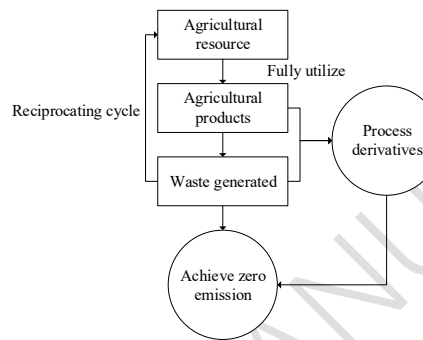 Agricultural
resource
Fully utilize
Reciprocating cycle
Agricultural
products
Process
derivatives
Waste generated
Achieve zero
emission